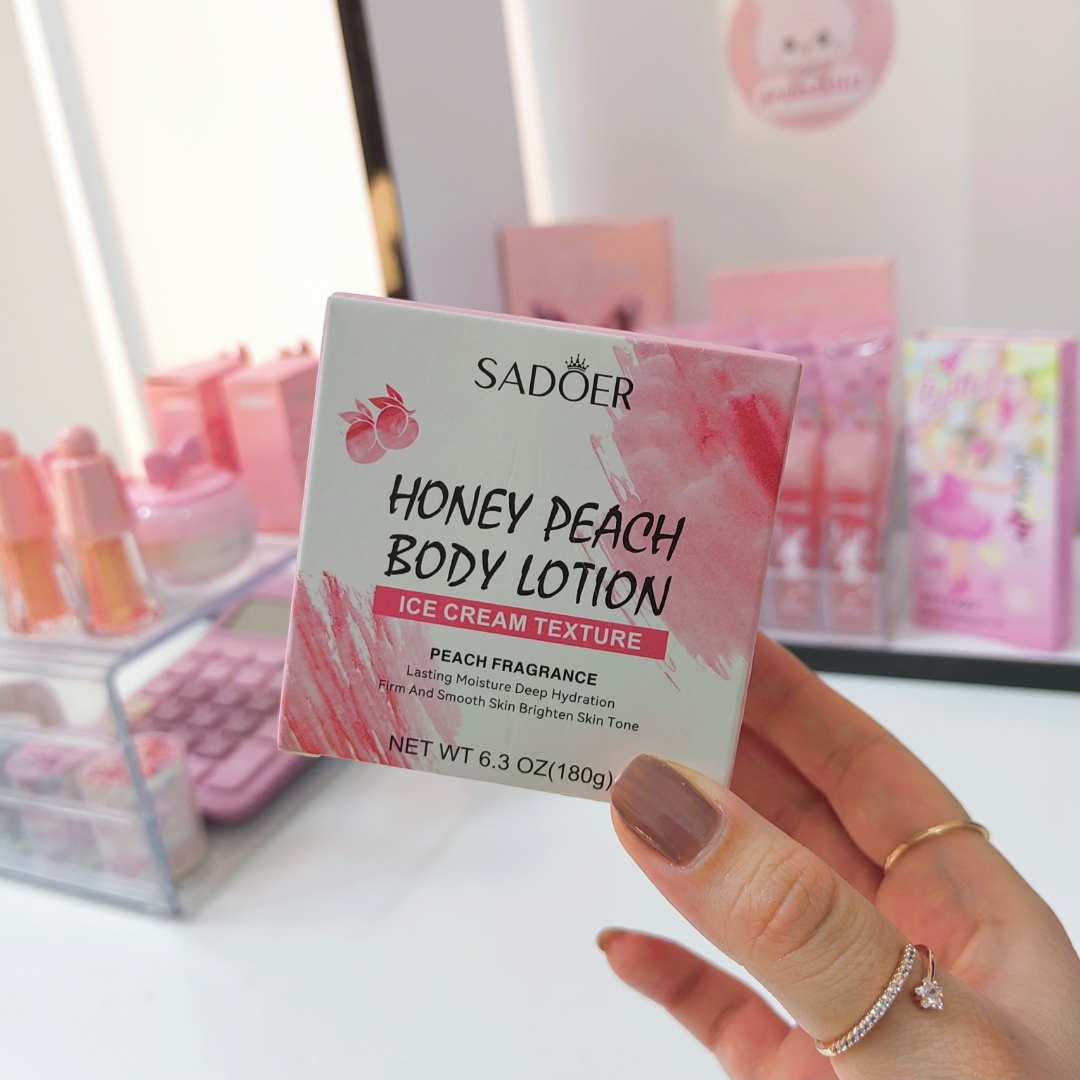 SADOER
HONEY PEACH
BODY LOTION
ICE CREAM TEXTURE
PEACH FRAGRANCE
Lasting Moisture Deep Hydration
Firm And Smooth Skin Brighten Skin Tone
NET WT 6.3 OZ(180g)